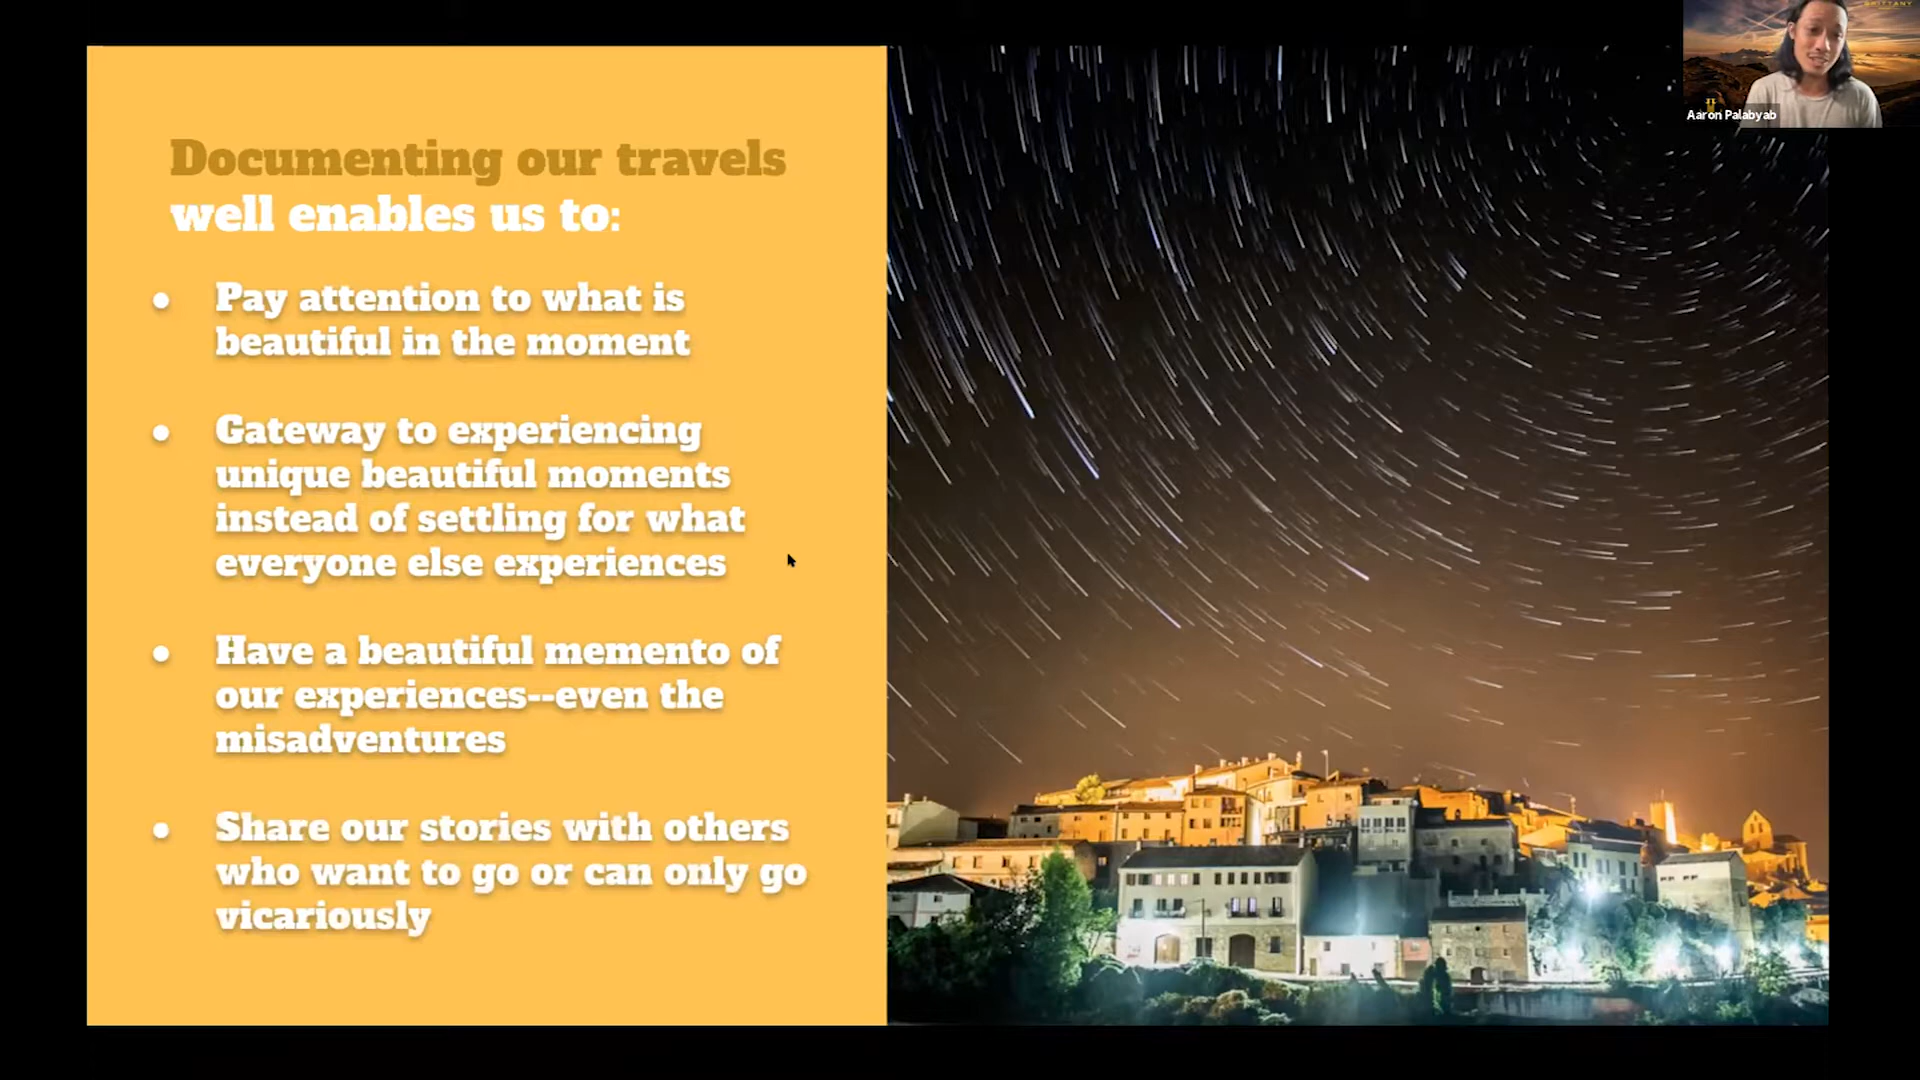 BRITTANY
Aaron Palabyab
Documenting our travels
well enables us to:
• Pay attention to what is
beautiful in the moment
• Gateway to experiencing
unique beautiful moments
instead of settling for what
everyone else experiences
• Have a beautiful memento of
our experiences--even the
misadventures
• Share our stories with others
who want to go or can only go
vicariously